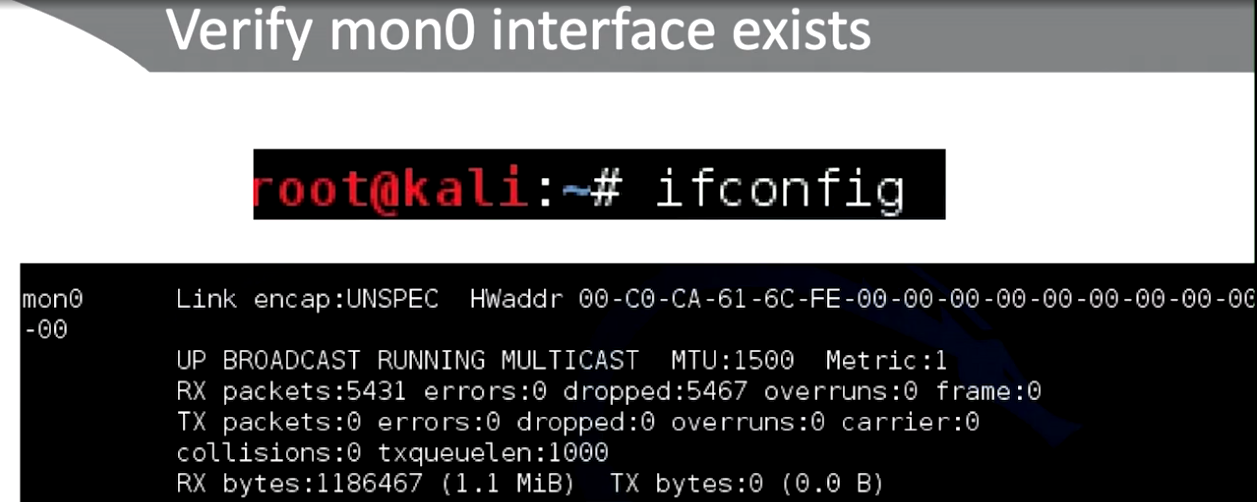 Verify mon0 interface exists
root@kali:~# ifconfig
mon0 Link encap:UNSPEC HWaddr 00-C0-CA-61-6C-FE-00-00-00-00-00-00-00-00-00
-00
UP BROADCAST RUNNING MULTICAST MTU:1500 Metric:1
RX packets:5431 errors:0 dropped:5467 overruns:0 frame:0
TX packets:0 errors:0 dropped:0 overruns:0 carrier:0
collisions:0 txqueuelen:1000
RX bytes:1186467 (1.1 MiB) TX bytes:0 (0.0 B)